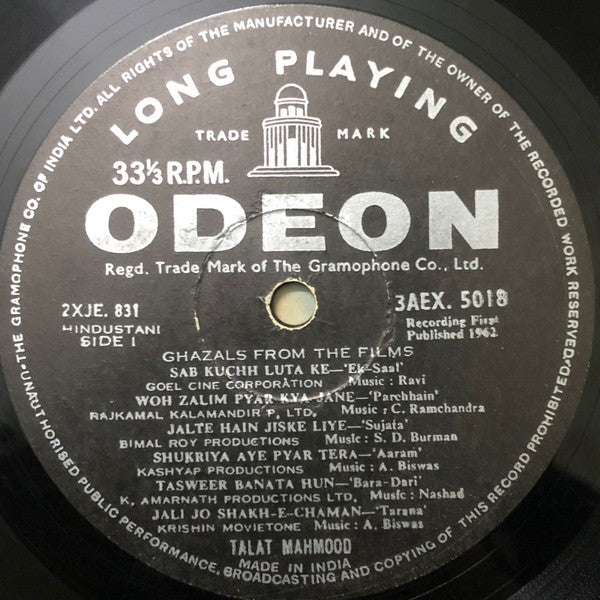 THE GRAMOPHONE CO. OF INDIA LTD. ALL RIGHTS OF THE MANUFACTURER AND OF THE OWNER OF THE RECORDED WORK RESERVED.
UNAUTHORISED PUBLIC PERFORMANCE, BROADCASTING AND COPYING OF THIS RECORD PROHIBITED.
LONG PLAYING
TRADE MARK
33⅓ R.P.M.
ODEON
Regd. Trade Mark of The Gramophone Co., Ltd.
2XJE. 831
3AEX. 5018
HINDUSTANI
SIDE 1
Recording First
Published 1962
GHAZALS FROM THE FILMS
SAB KUCHH LUTA KE—'Ek-Saal'
GOEL CINE CORPORATION Music : Ravi
WOH ZALIM PYAR KYA JANE—'Parchhain'
RAJKAMAL KALAMANDIR P. LTD. Music : C. Ramchandra
JALTE HAIN JISKE LIYE—'Sujata'
BIMAL ROY PRODUCTIONS Music : S. D. Burman
SHUKRIYA AYE PYAR TERA—'Aaram'
KASHYAP PRODUCTIONS Music : A. Biswas
TASWEER BANATA HUN—'Bara-Dari'
K. AMARNATH PRODUCTIONS LTD. Music : Nashad
JALI JO SHAKH-E-CHAMAN—'Tarana'
KRISHIN MOVIETONE Music : A. Biswas
TALAT MAHMOOD
MADE IN INDIA